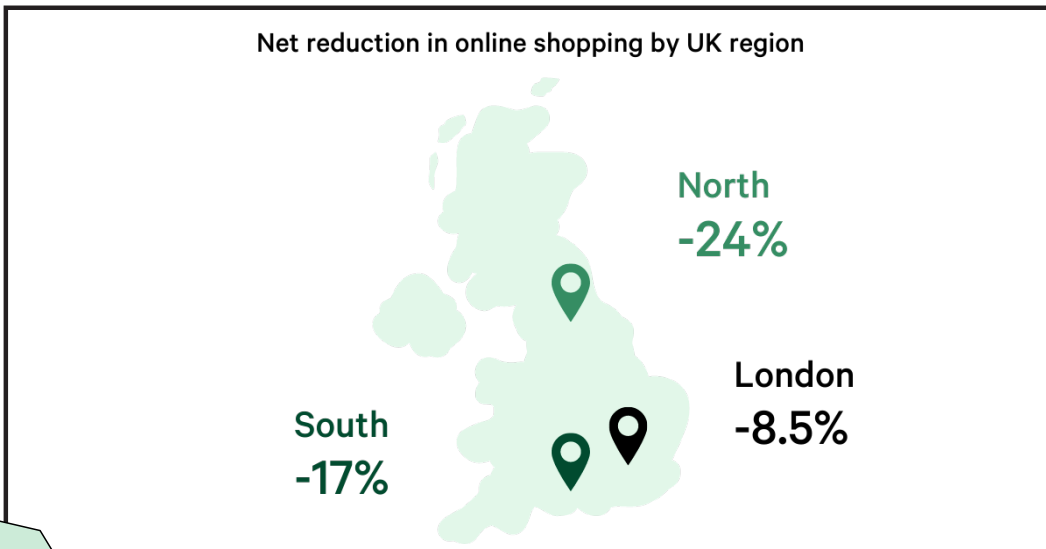 Net reduction in online shopping by UK region
North
-24%
London
-8.5%
South
-17%